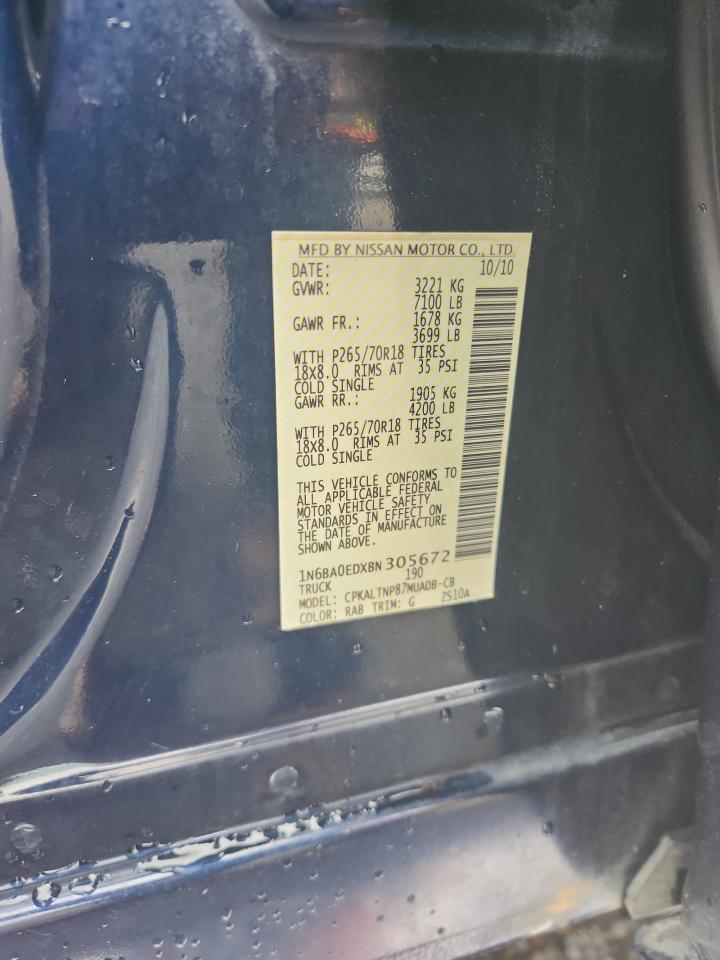 MFD BY NISSAN MOTOR CO., LTD.
DATE: 10/10
GVWR: 3221 KG
7100 LB
GAWR FR.: 1678 KG
3699 LB
WITH P265/70R18 TIRES
18X8.0 RIMS AT 35 PSI
COLD SINGLE
GAWR RR.: 1905 KG
4200 LB
WITH P265/70R18 TIRES
18X8.0 RIMS AT 35 PSI
COLD SINGLE
THIS VEHICLE CONFORMS TO
ALL APPLICABLE FEDERAL
MOTOR VEHICLE SAFETY
STANDARDS IN EFFECT ON
THE DATE OF MANUFACTURE
SHOWN ABOVE.
1N6BA0EDXBN305672
TRUCK 190
MODEL: CPKALTNP87MUADB-CB
COLOR: RAB TRIM: G ZS10A